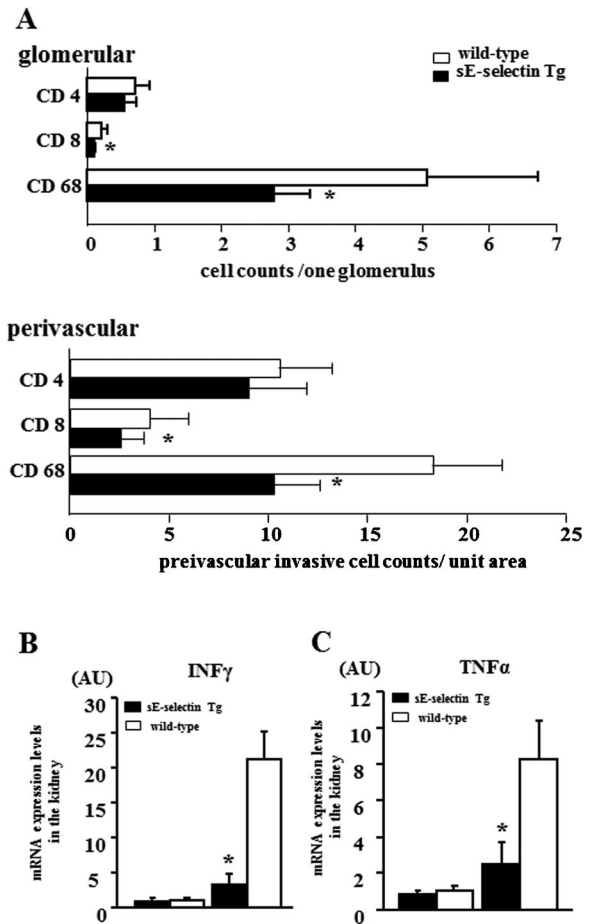 A
glomerular
wild-type
sE-selectin Tg
CD 4
CD 8
*
CD 68
*
0 1 2 3 4 5 6 7
cell counts /one glomerulus
perivascular
CD 4
CD 8
*
CD 68
*
0 5 10 15 20 25
preivascular invasive cell counts/ unit area
B
(AU)
INFγ
sE-selectin Tg
wild-type
mRNA expression levels
in the kidney
30
25
20
15
10
5
0
*
C
(AU)
TNFα
sE-selectin Tg
wild-type
mRNA expression levels
in the kidney
12
10
8
6
4
2
0
*